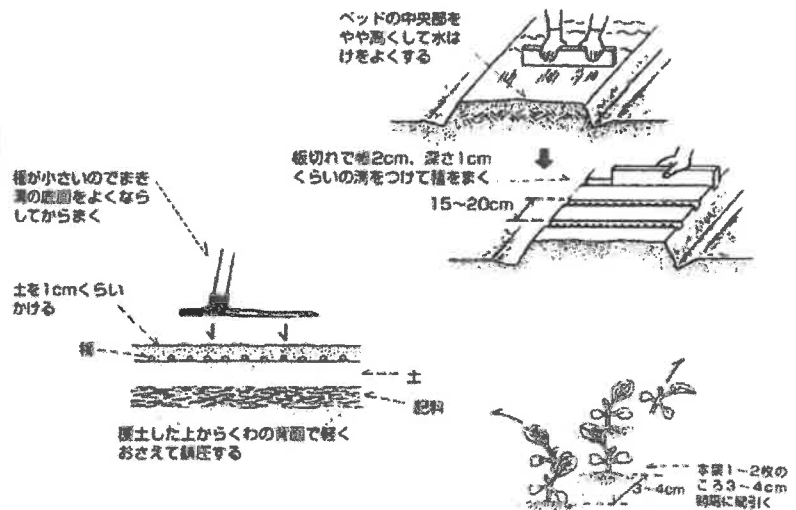 ベッドの中央部を
やや高くして水は
けをよくする
板切れで幅2cm、深さ1cm
くらいの溝をつけて種をまく
15~20cm
種が小さいのでまき
溝の底面をよくなら
してからまく
土を1cmくらい
かける
種
土
肥料
覆土した上からくわの背面で軽く
おさえて鎮圧する
本葉1~2枚の
ころ3~4cm
間隔に間引く
3~4cm